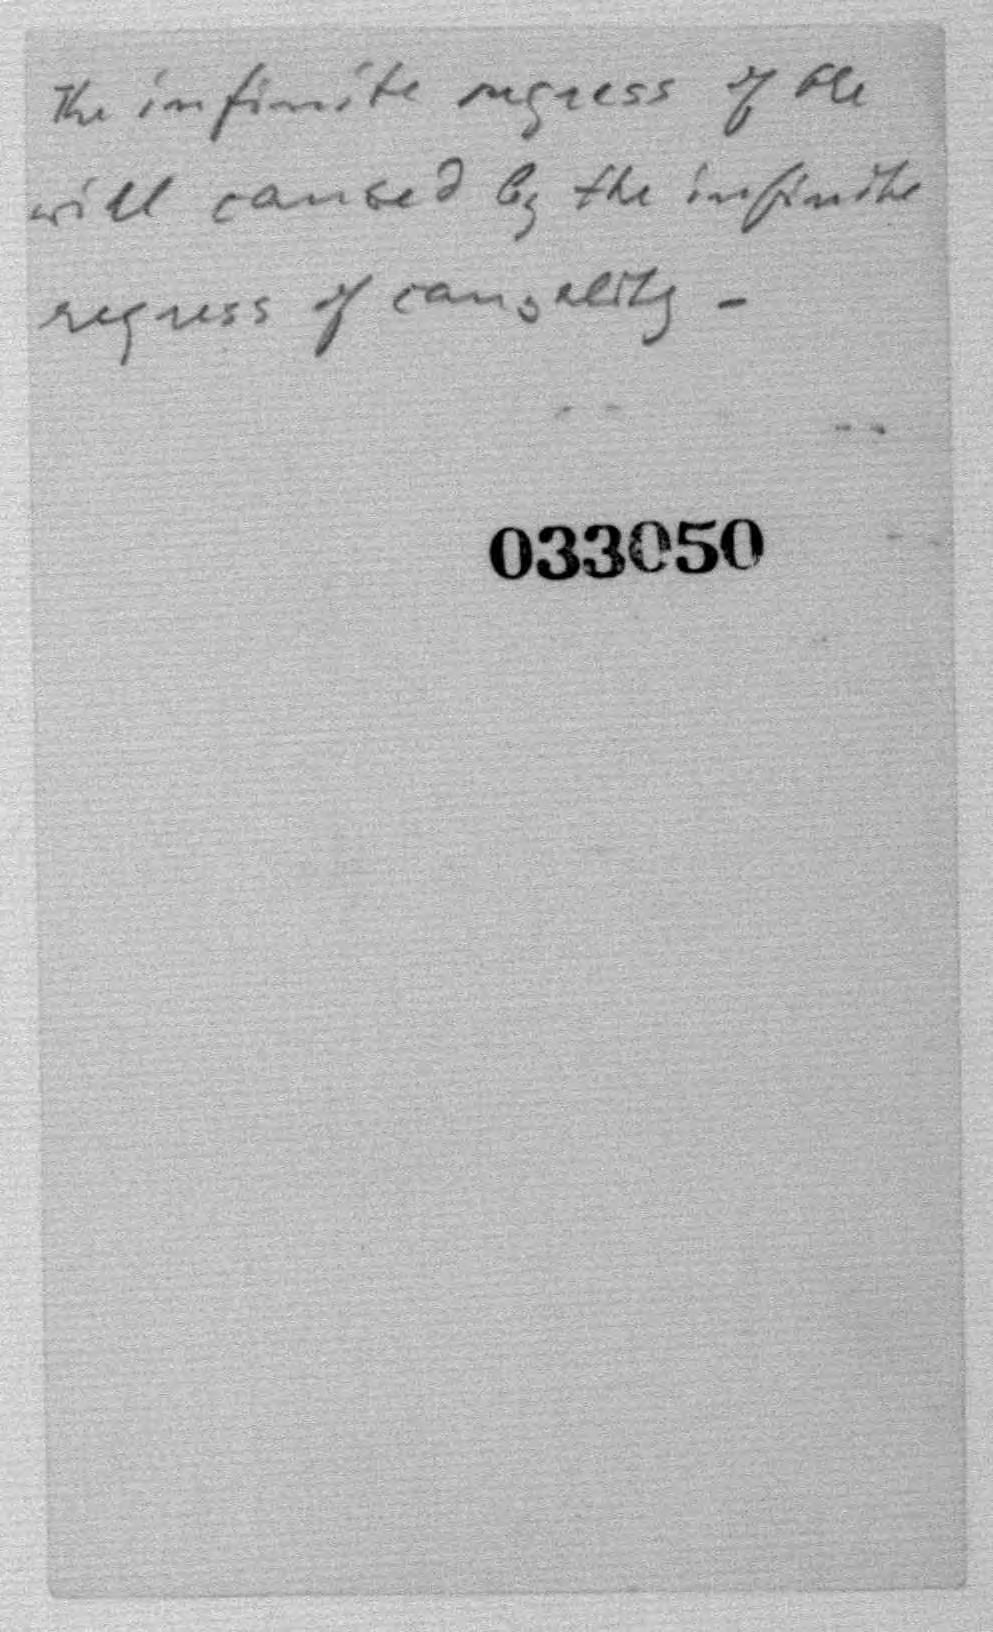 The infinite regress of the
will caused by the infinite
regress of causality -
033050